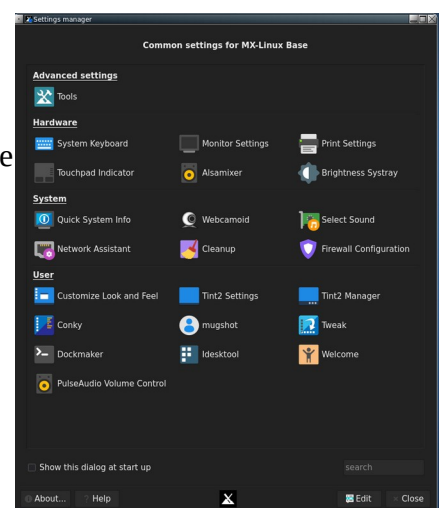 Settings manager
Common settings for MX-Linux Base
Advanced settings
Tools
Hardware
System Keyboard Monitor Settings Print Settings
e
Touchpad Indicator Alsamixer Brightness Systray
System
Quick System Info Webcamoid Select Sound
Network Assistant Cleanup Firewall Configuration
User
Customize Look and Feel Tint2 Settings Tint2 Manager
Conky mugshot Tweak
Dockmaker Idesktool Welcome
PulseAudio Volume Control
Show this dialog at start up search
About... ? Help Edit × Close